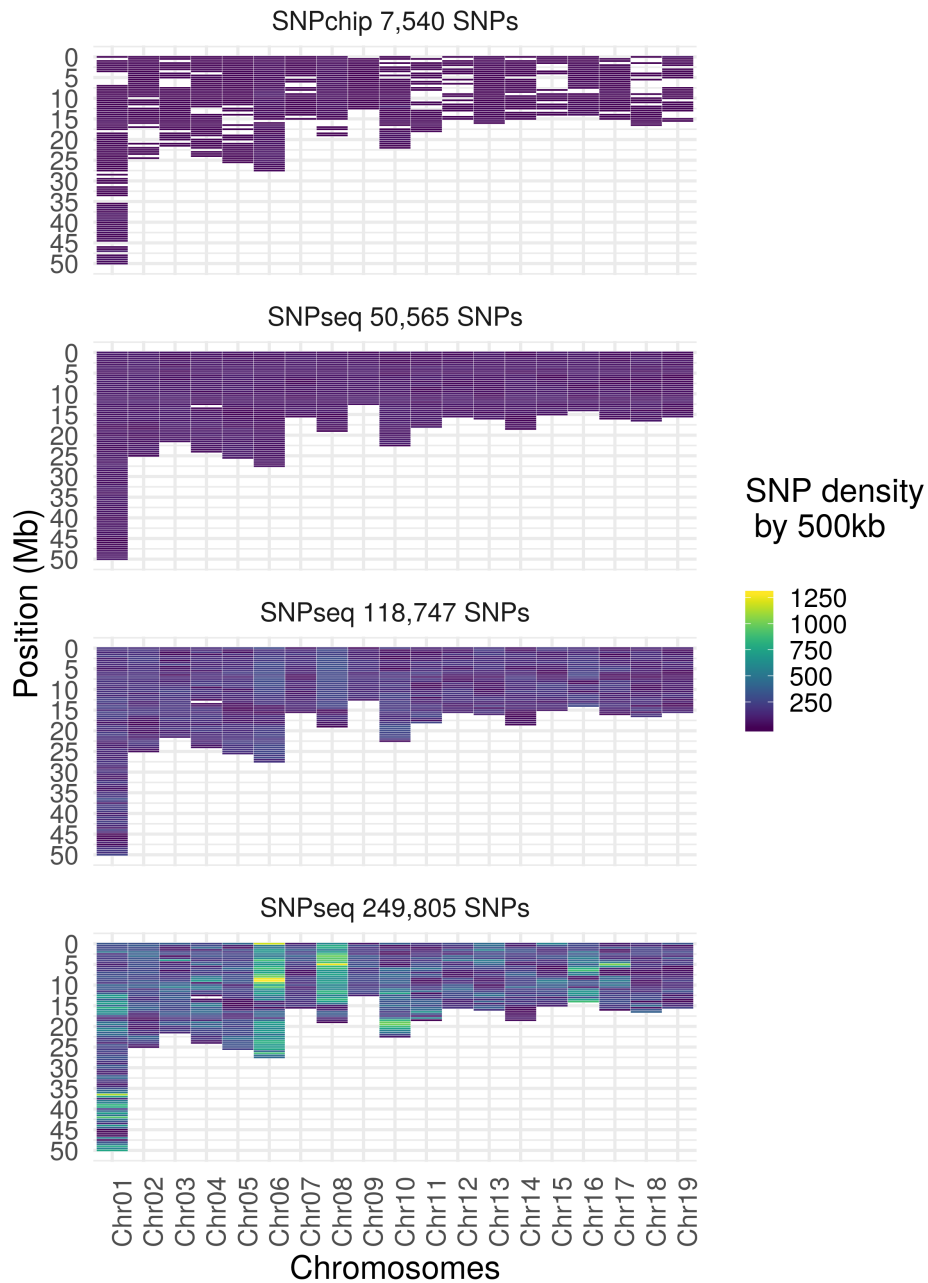 SNPchip 7,540 SNPs
0
5
10
15
20
25
30
35
40
45
50
SNPseq 50,565 SNPs
0
5
10
15
20
25
30
35
40
45
50
SNPseq 118,747 SNPs
0
5
10
15
20
25
30
35
40
45
50
SNPseq 249,805 SNPs
0
5
10
15
20
25
30
35
40
45
50
Position (Mb)
Chr01
Chr02
Chr03
Chr04
Chr05
Chr06
Chr07
Chr08
Chr09
Chr10
Chr11
Chr12
Chr13
Chr14
Chr15
Chr16
Chr17
Chr18
Chr19
Chromosomes
SNP density
by 500kb
1250
1000
750
500
250